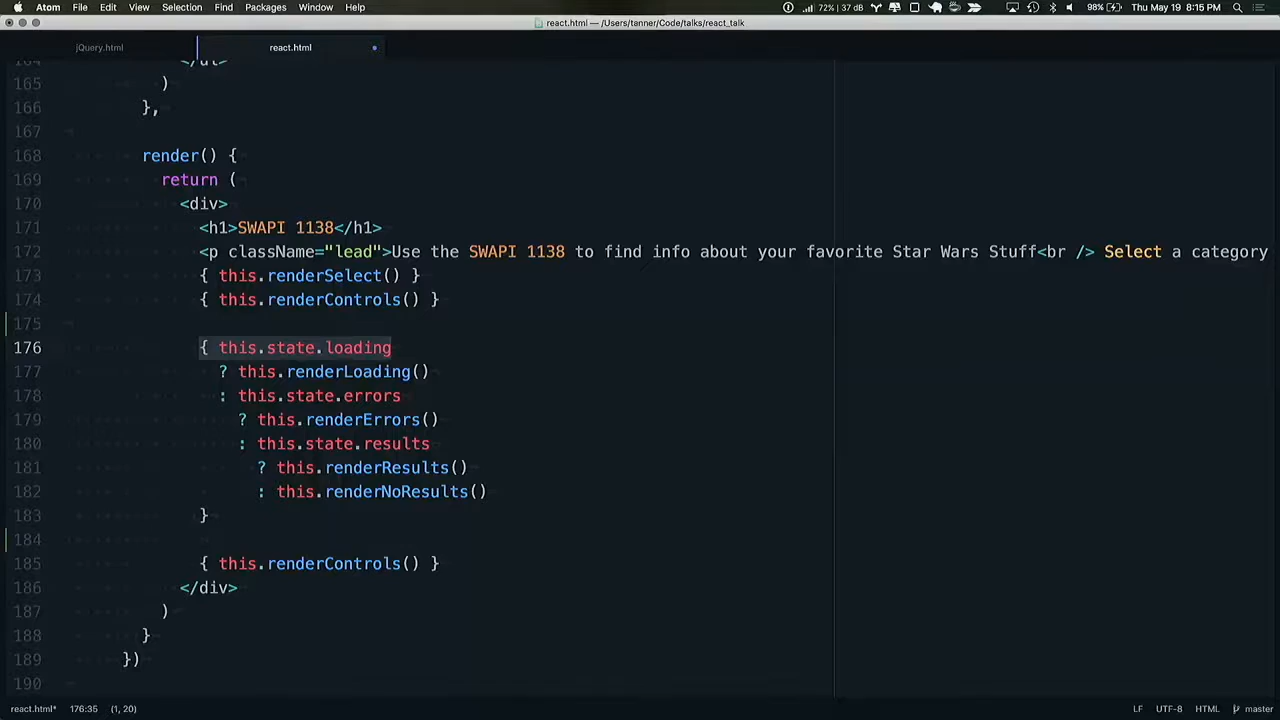 Atom File Edit View Selection Find Packages Window Help 72% | 37 dB 98% Thu May 19 8:15 PM
react.html — /Users/tanner/Code/talks/react_talk
jQuery.html react.html
164 </ul>
165 )
166 },
167
168 render() {
169 return (
170 <div>
171 <h1>SWAPI 1138</h1>
172 <p className="lead">Use the SWAPI 1138 to find info about your favorite Star Wars Stuff<br /> Select a category
173 { this.renderSelect() }
174 { this.renderControls() }
175
176 { this.state.loading
177 ? this.renderLoading()
178 : this.state.errors
179 ? this.renderErrors()
180 : this.state.results
181 ? this.renderResults()
182 : this.renderNoResults()
183 }
184
185 { this.renderControls() }
186 </div>
187 )
188 }
189 })
190
react.html* 176:35 (1, 20) LF UTF-8 HTML master